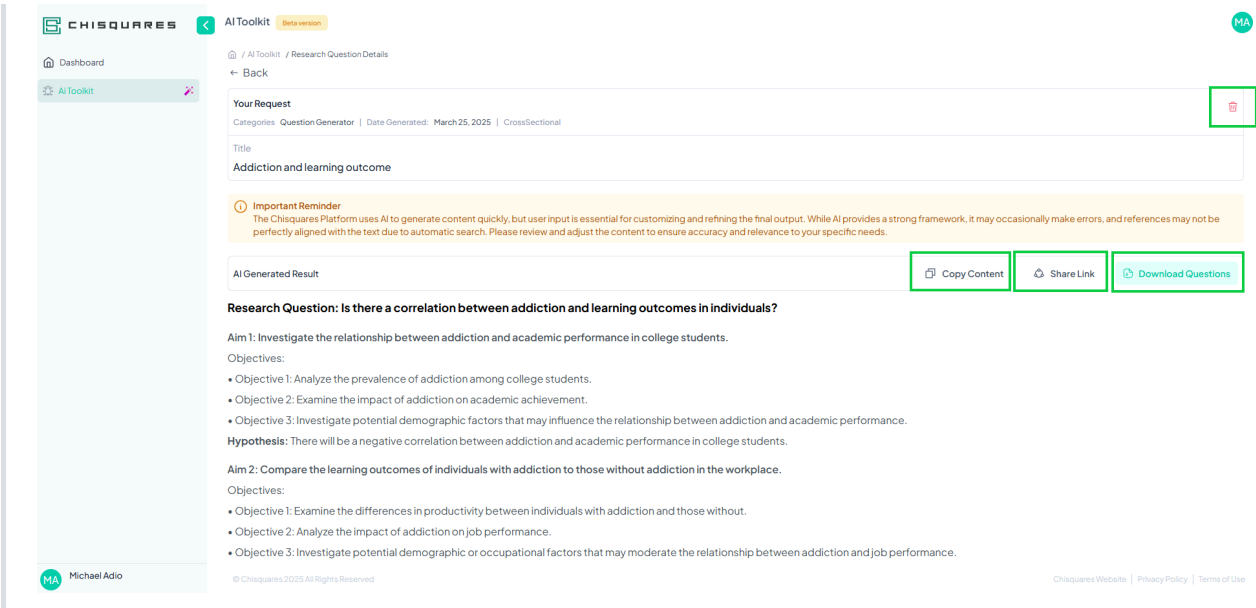 CHISQUARES
AI Toolkit Beta version
MA
Dashboard
AI Toolkit
/ AI Toolkit / Research Question Details
← Back
Your Request
Categories Question Generator | Date Generated: March 25, 2025 | CrossSectional
Title
Addiction and learning outcome
Important Reminder
The Chisquares Platform uses AI to generate content quickly, but user input is essential for customizing and refining the final output. While AI provides a strong framework, it may occasionally make errors, and references may not be
perfectly aligned with the text due to automatic search. Please review and adjust the content to ensure accuracy and relevance to your specific needs.
AI Generated Result
Copy Content
Share Link
Download Questions
Research Question: Is there a correlation between addiction and learning outcomes in individuals?
Aim 1: Investigate the relationship between addiction and academic performance in college students.
Objectives:
• Objective 1: Analyze the prevalence of addiction among college students.
• Objective 2: Examine the impact of addiction on academic achievement.
• Objective 3: Investigate potential demographic factors that may influence the relationship between addiction and academic performance.
Hypothesis: There will be a negative correlation between addiction and academic performance in college students.
Aim 2: Compare the learning outcomes of individuals with addiction to those without addiction in the workplace.
Objectives:
• Objective 1: Examine the differences in productivity between individuals with addiction and those without.
• Objective 2: Analyze the impact of addiction on job performance.
• Objective 3: Investigate potential demographic or occupational factors that may moderate the relationship between addiction and job performance.
MA Michael Adio
© Chisquares 2025 All Rights Reserved
Chisquares Website | Privacy Policy | Terms of Use